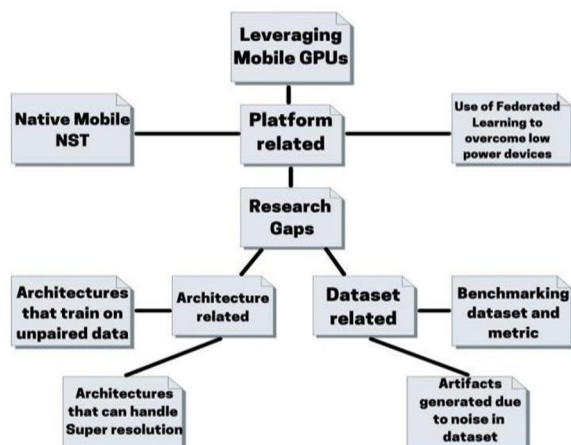 Leveraging
Mobile GPUs
Native Mobile
NST
Platform
related
Use of Federated
Learning to
overcome low
power devices
Research
Gaps
Architectures
that train on
unpaired data
Architecture
related
Dataset
related
Benchmarking
dataset and
metric
Architectures
that can handle
Super resolution
Artifacts
generated due
to noise in
dataset